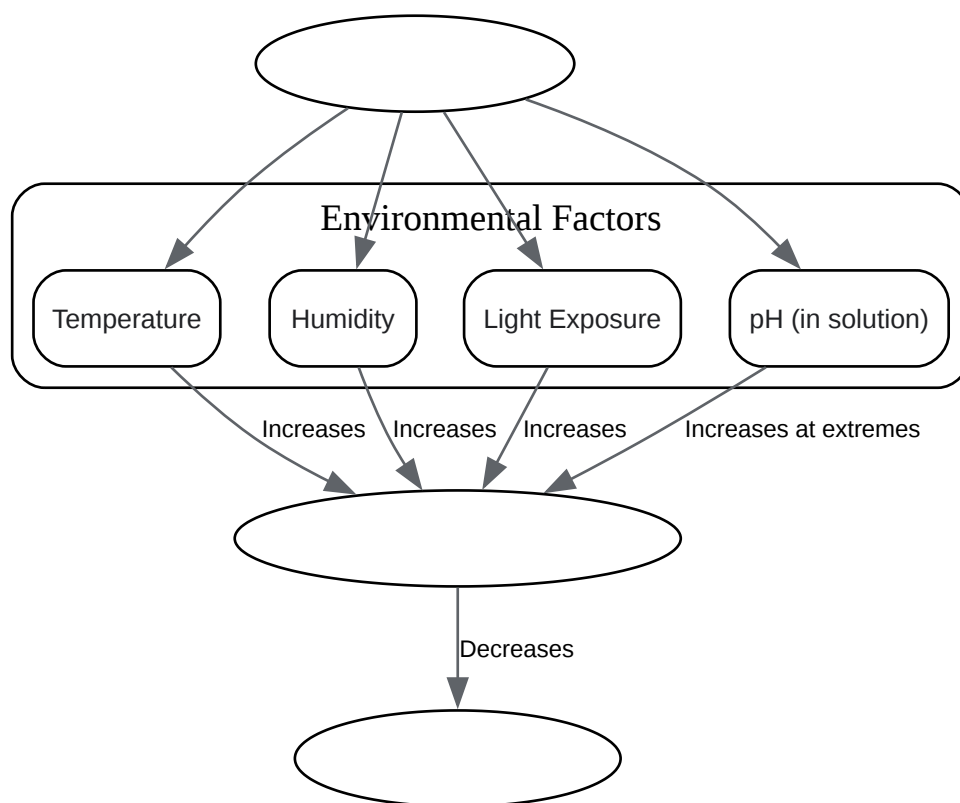 Environmental Factors
Temperature
Humidity
Light Exposure
pH (in solution)
Increases
Increases
Increases
Increases at extremes
Decreases